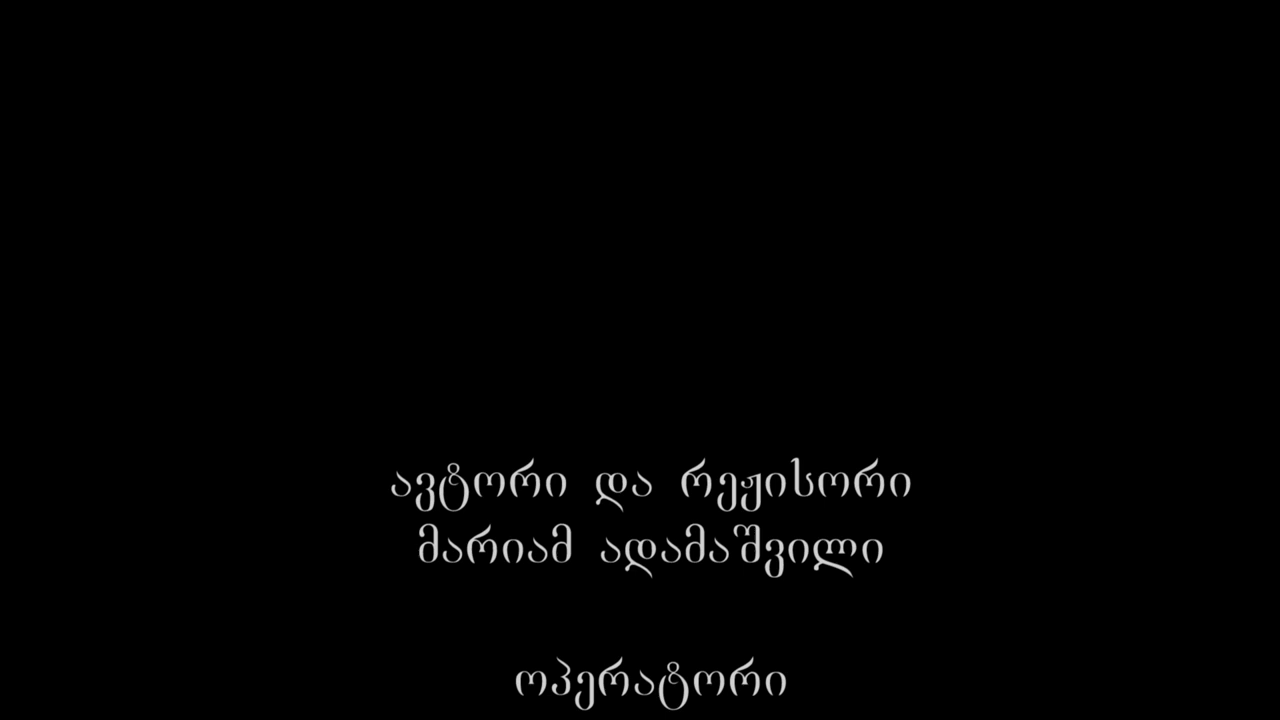 ავტორი და რეჟისორი
მარიამ ადამაშვილი
ოპერატორი